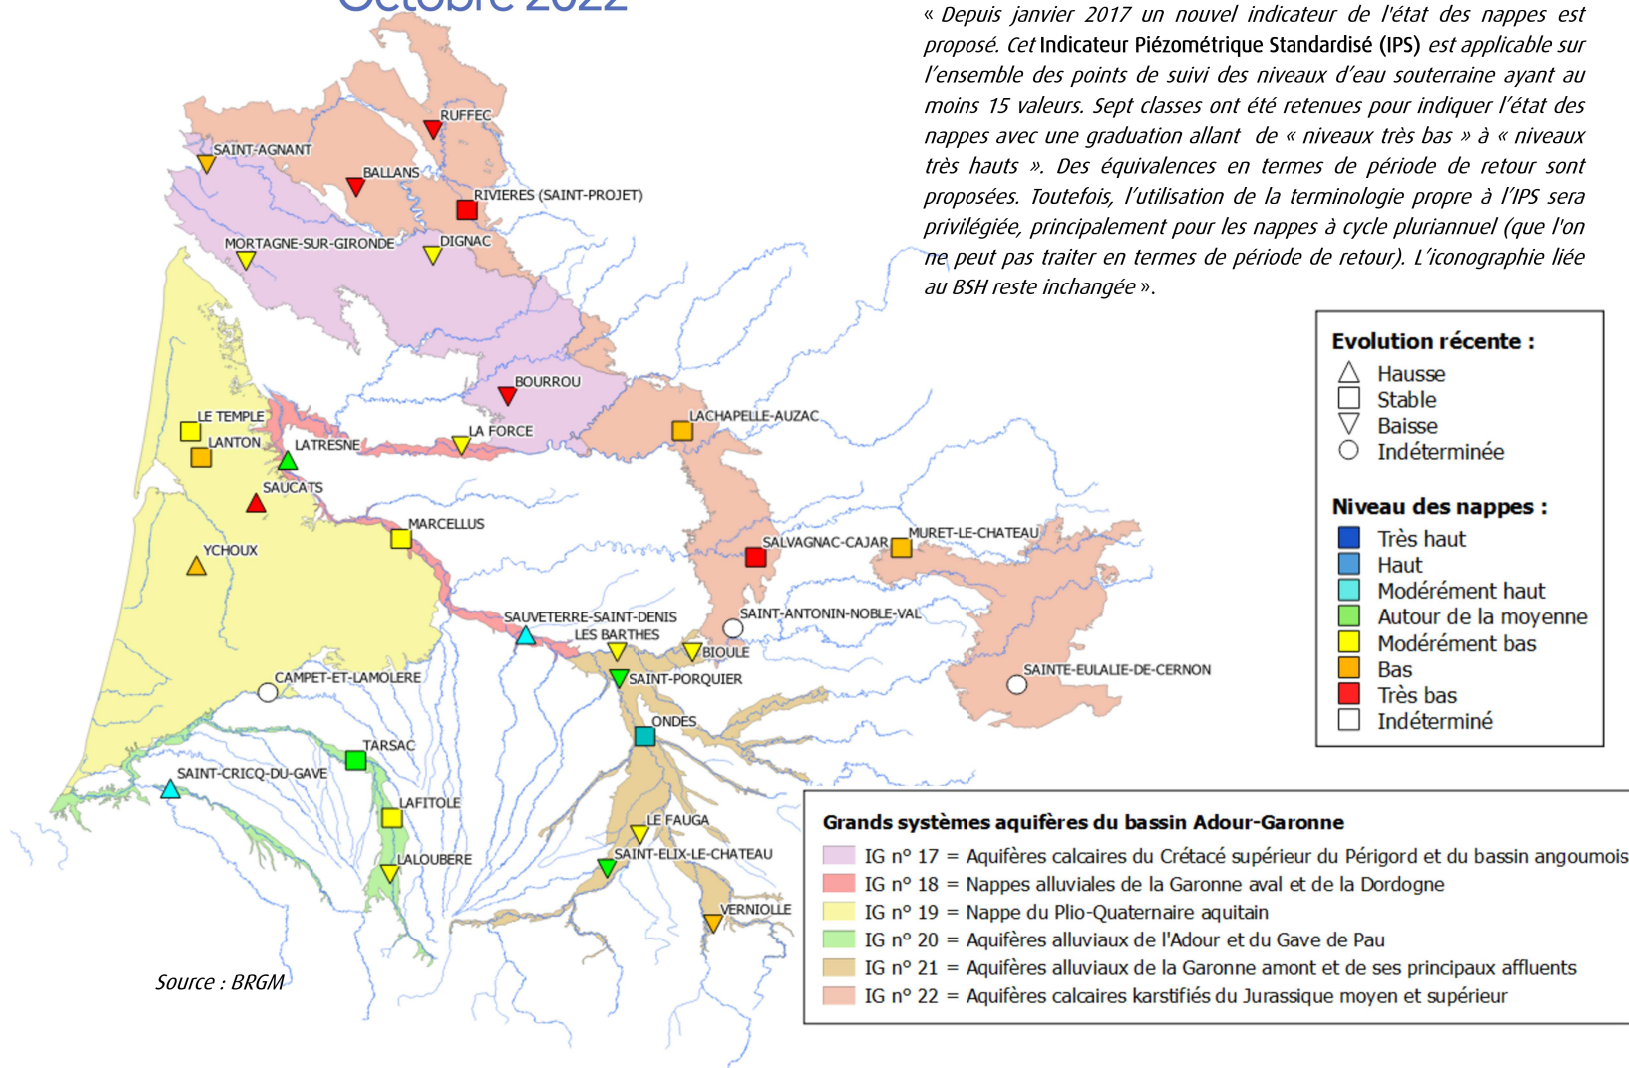 Octobre 2022
« Depuis janvier 2017 un nouvel indicateur de l'état des nappes est
proposé. Cet Indicateur Piézométrique Standardisé (IPS) est applicable sur
l’ensemble des points de suivi des niveaux d’eau souterraine ayant au
moins 15 valeurs. Sept classes ont été retenues pour indiquer l’état des
nappes avec une graduation allant de « niveaux très bas » à « niveaux
très hauts ». Des équivalences en termes de période de retour sont
proposées. Toutefois, l’utilisation de la terminologie propre à l’IPS sera
privilégiée, principalement pour les nappes à cycle pluriannuel (que l'on
ne peut pas traiter en termes de période de retour). L’iconographie liée
au BSH reste inchangée ».
RUFFEC
SAINT-AGNANT
BALLANS
RIVIERES (SAINT-PROJET)
MORTAGNE-SUR-GIRONDE
DIGNAC
BOURROU
LE TEMPLE
LA FORCE
LACHAPELLE-AUZAC
LANTON
LATRESNE
SAUCATS
MARCELLUS
YCHOUX
SALVAGNAC-CAJAR
MURET-LE-CHATEAU
SAUVETERRE-SAINT-DENIS
SAINT-ANTONIN-NOBLE-VAL
LES BARTHES
BIOULE
CAMPET-ET-LAMOLERE
SAINT-PORQUIER
SAINTE-EULALIE-DE-CERNON
ONDES
TARSAC
SAINT-CRICQ-DU-GAVE
LAFITOLE
LE FAUGA
LALOUBERE
SAINT-ELIX-LE-CHATEAU
VERNIOLLE
Source : BRGM
Evolution récente :
Hausse
Stable
Baisse
Indéterminée
Niveau des nappes :
Très haut
Haut
Modérément haut
Autour de la moyenne
Modérément bas
Bas
Très bas
Indéterminé
Grands systèmes aquifères du bassin Adour-Garonne
IG n° 17 = Aquifères calcaires du Crétacé supérieur du Périgord et du bassin angoumois
IG n° 18 = Nappes alluviales de la Garonne aval et de la Dordogne
IG n° 19 = Nappe du Plio-Quaternaire aquitain
IG n° 20 = Aquifères alluviaux de l'Adour et du Gave de Pau
IG n° 21 = Aquifères alluviaux de la Garonne amont et de ses principaux affluents
IG n° 22 = Aquifères calcaires karstifiés du Jurassique moyen et supérieur